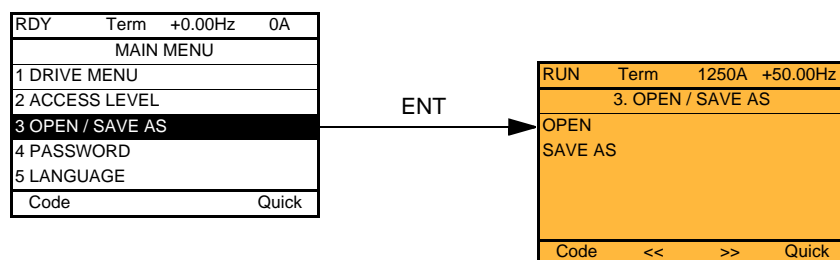 RDY Term +0.00Hz 0A
MAIN MENU
1 DRIVE MENU
2 ACCESS LEVEL
3 OPEN / SAVE AS
4 PASSWORD
5 LANGUAGE
Code Quick
ENT
RUN Term 1250A +50.00Hz
3. OPEN / SAVE AS
OPEN
SAVE AS
Code << >> Quick